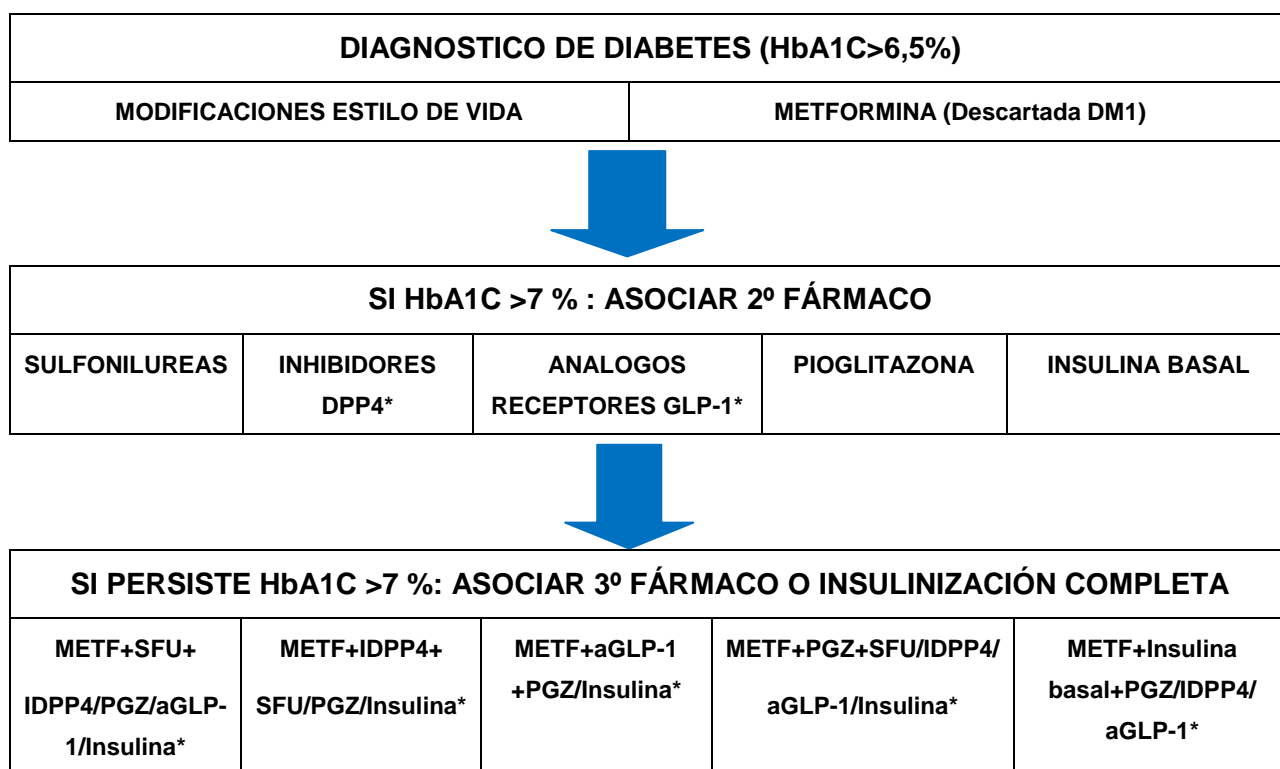 DIAGNOSTICO DE DIABETES (HbA1C>6,5%)
MODIFICACIONES ESTILO DE VIDA
METFORMINA (Descartada DM1)
SI HbA1C >7 % : ASOCIAR 2º FÁRMACO
SULFONILUREAS
INHIBIDORES
DPP4*
ANALOGOS
RECEPTORES GLP-1*
PIOGLITAZONA
INSULINA BASAL
SI PERSISTE HbA1C >7 %: ASOCIAR 3º FÁRMACO O INSULINIZACIÓN COMPLETA
METF+SFU+
IDPP4/PGZ/aGLP-
1/Insulina*
METF+IDPP4+
SFU/PGZ/Insulina*
METF+aGLP-1
+PGZ/Insulina*
METF+PGZ+SFU/IDPP4/
aGLP-1/Insulina*
METF+Insulina
basal+PGZ/IDPP4/
aGLP-1*